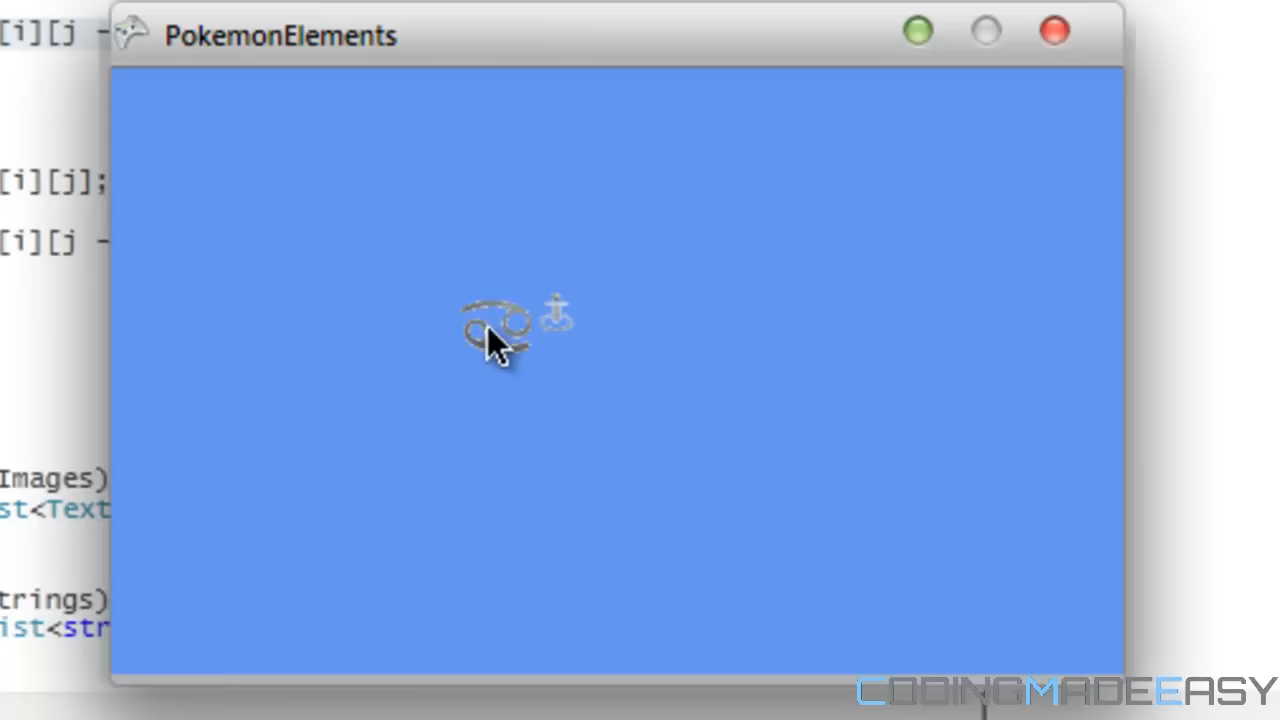 [i][j -
PokemonElements
[i][j];
[i][j -
Images)
st<Text
trings)
ist<str
CODINGMADEEASY